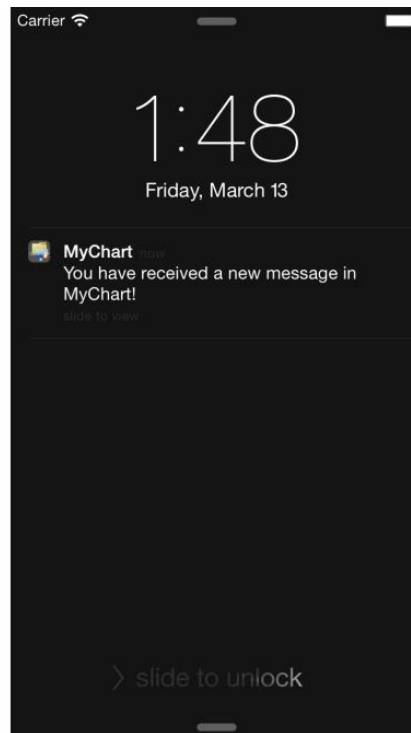 Carrier
1:48
Friday, March 13
MyChart now
You have received a new message in
MyChart!
slide to view
> slide to unlock